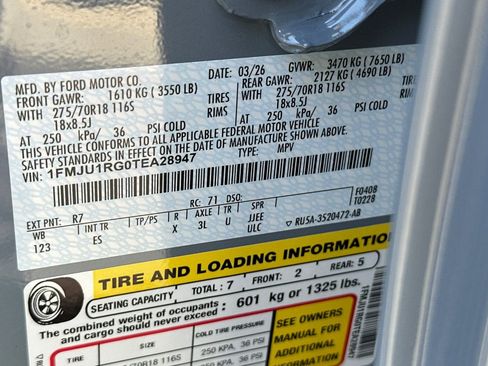 MFD. BY FORD MOTOR CO.
DATE: 03/26 GVWR: 3470 KG ( 7650 LB)
FRONT GAWR: 1610 KG ( 3550 LB) REAR GAWR: 2127 KG ( 4690 LB)
WITH 275/70R18 116S WITH 275/70R18 116S
18x8.5J RIMS 18x8.5J RIMS
AT 250 kPa/ 36 PSI COLD AT 250 kPa/ 36 PSI COLD
THIS VEHICLE CONFORMS TO ALL APPLICABLE FEDERAL MOTOR VEHICLE
SAFETY STANDARDS IN EFFECT ON THE DATE OF MANUFACTURE SHOWN ABOVE.
VIN: 1FMJU1RG0TEA28947 TYPE: MPV
F0408
T0228
EXT PNT: R7 RC: 71 DSO:
WB INT TR TP/PS R AXLE TR SPR
123 ES X 3L U JJEE
ULC RU5A-3520472-AB
TIRE AND LOADING INFORMATION
SEATING CAPACITY TOTAL: 7 FRONT: 2 REAR: 5
The combined weight of occupants and cargo should never exceed: 601 kg or 1325 lbs.
TIRE SIZE COLD TIRE PRESSURE
275/70R18 116S 250 KPA, 36 PSI
SEE OWNERS
MANUAL FOR
ADDITIONAL
INFORMATION
1FMJU1RG0TEA28947